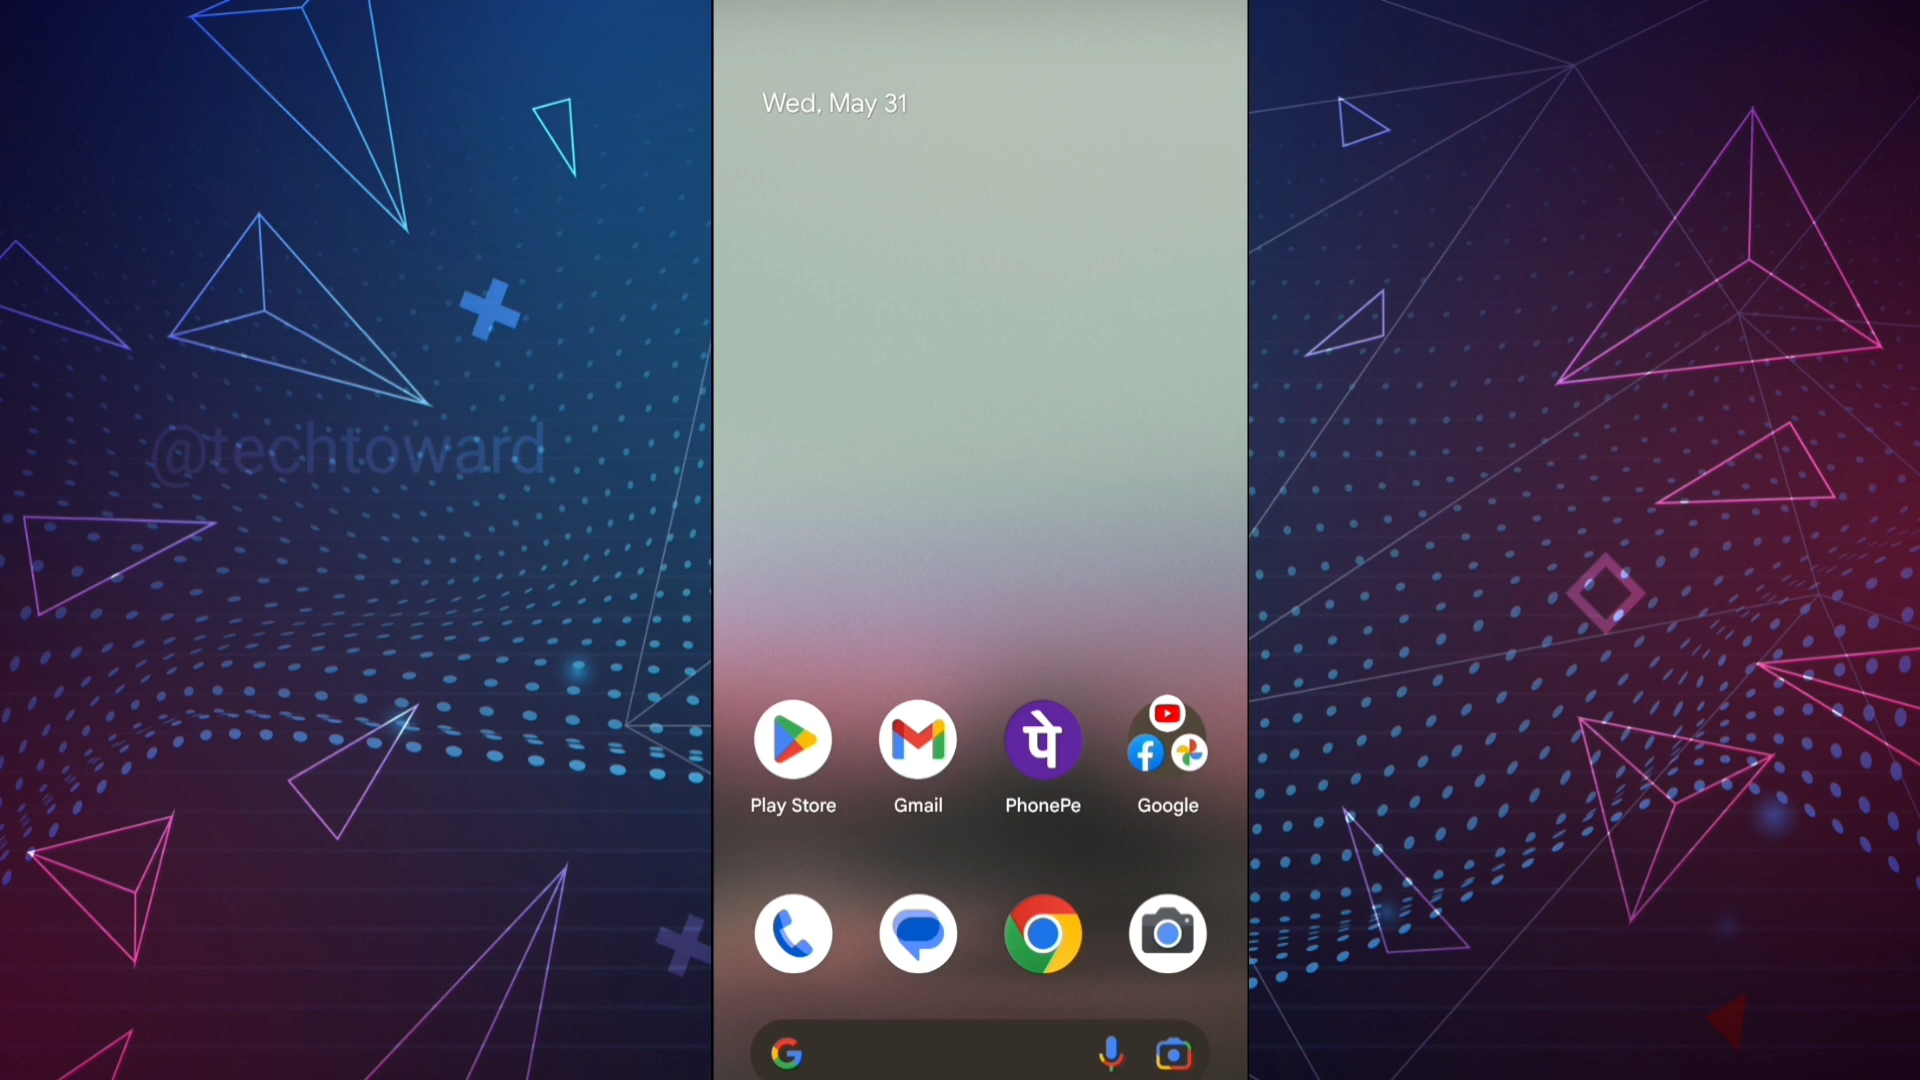 Wed, May 31
@techtoward
पे
Play Store
Gmail
PhonePe
Google